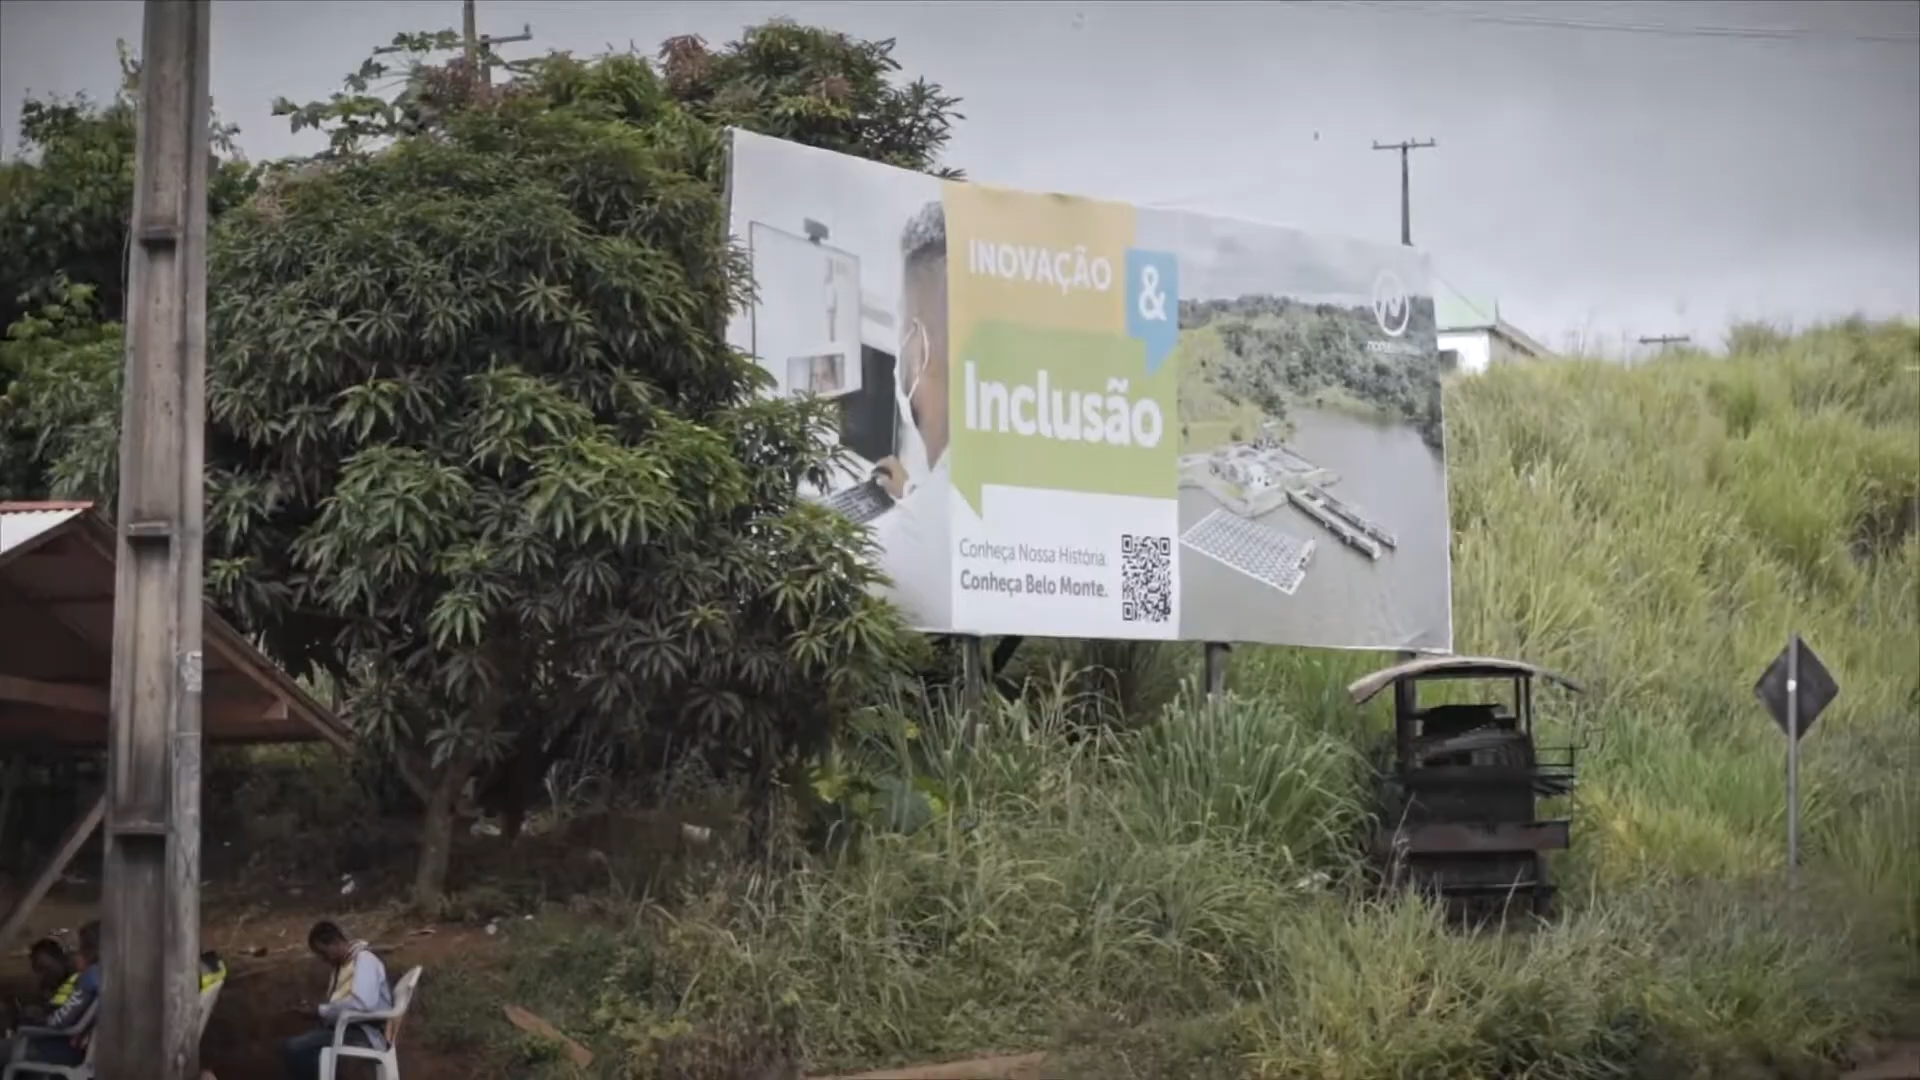 INOVAÇÃO
&
Inclusão
Conheça Nossa História.
Conheça Belo Monte.